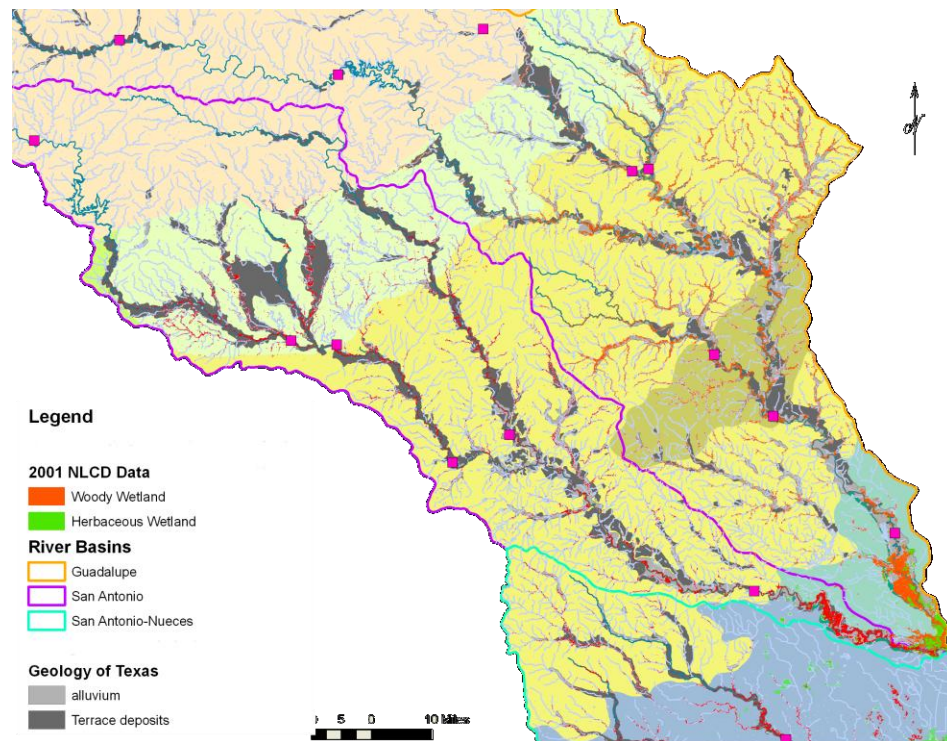 Legend
2001 NLCD Data
Woody Wetland
Herbaceous Wetland
River Basins
Guadalupe
San Antonio
San Antonio-Nueces
Geology of Texas
alluvium
Terrace deposits
5 0 10 Miles